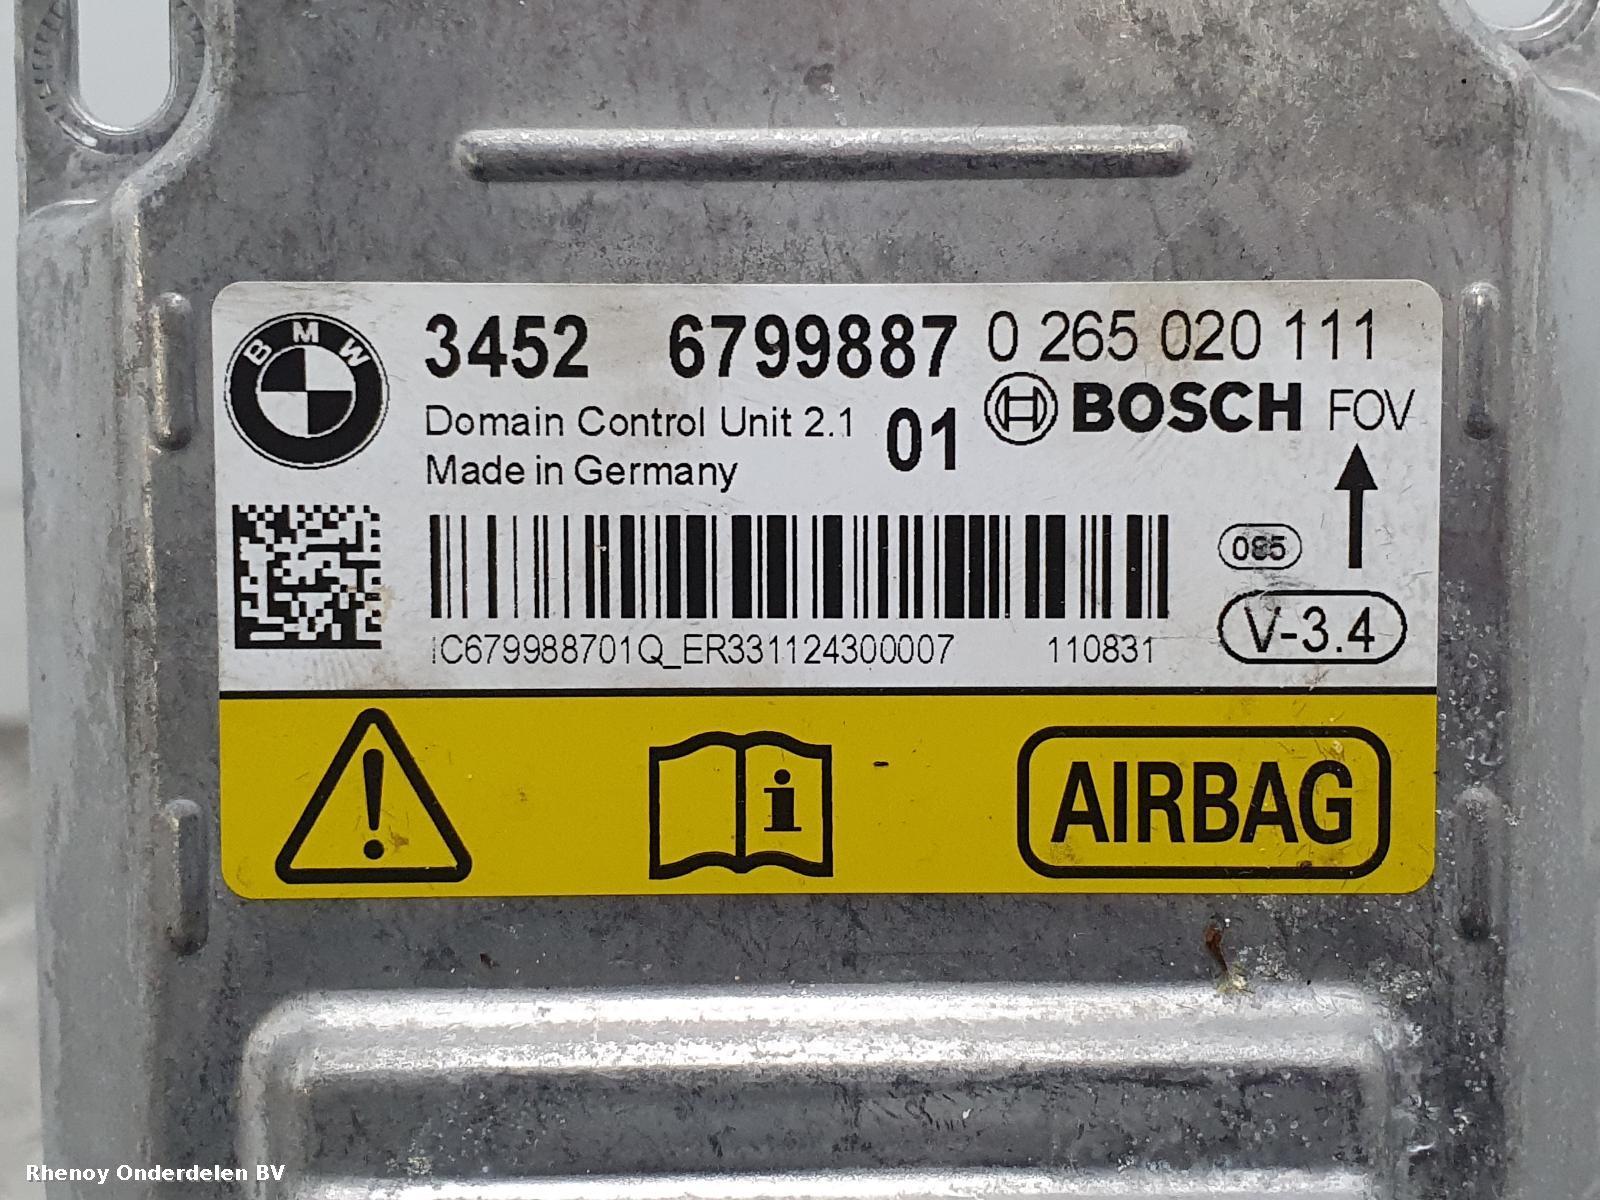 BMW
3452 6799887 0 265 020 111
Domain Control Unit 2.1 01 BOSCH FOV
Made in Germany
085
V-3.4
IC679988701Q_ER331124300007 110831
i
AIRBAG
Rhenoy Onderdelen BV